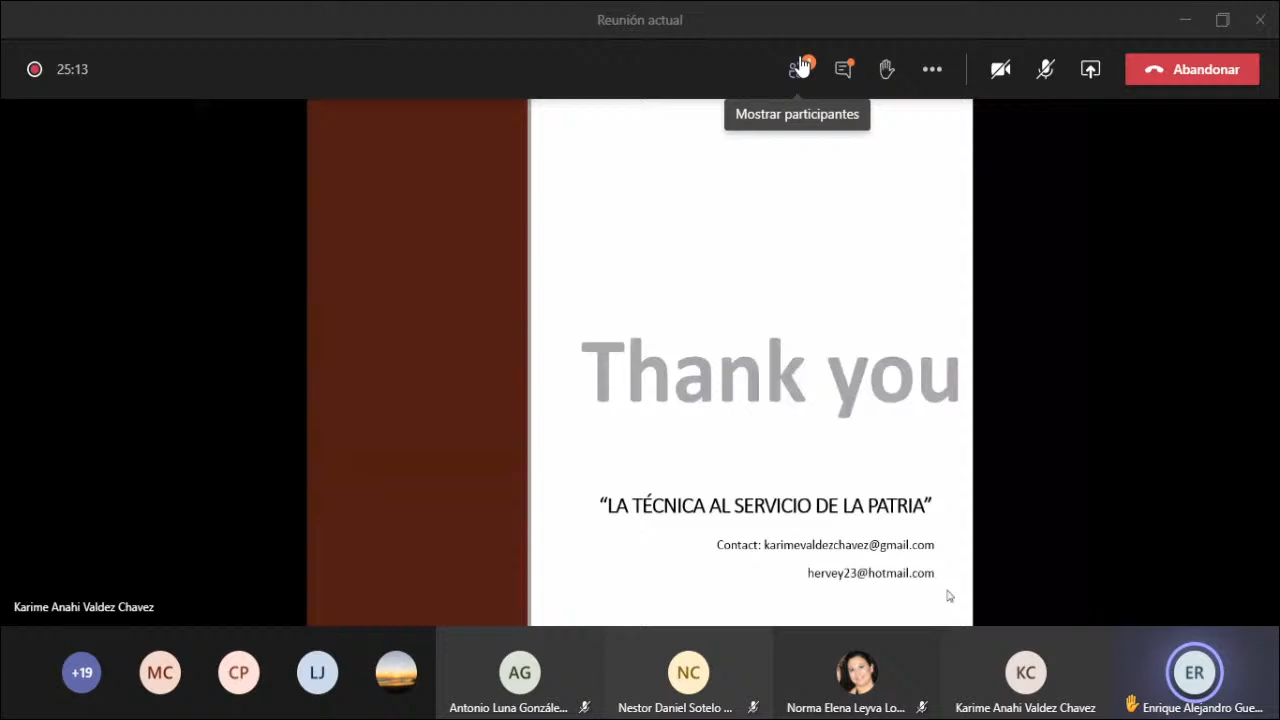 Reunión actual
25:13
Abandonar
Mostrar participantes
Thank you
“LA TÉCNICA AL SERVICIO DE LA PATRIA”
Contact: karimevaldezchavez@gmail.com
hervey23@hotmail.com
Karime Anahi Valdez Chavez
+19
MC
CP
LJ
AG
NC
KC
ER
Antonio Luna Gonzále...
Nestor Daniel Sotelo ...
Norma Elena Leyva Lo...
Karime Anahi Valdez Chavez
Enrique Alejandro Gue...